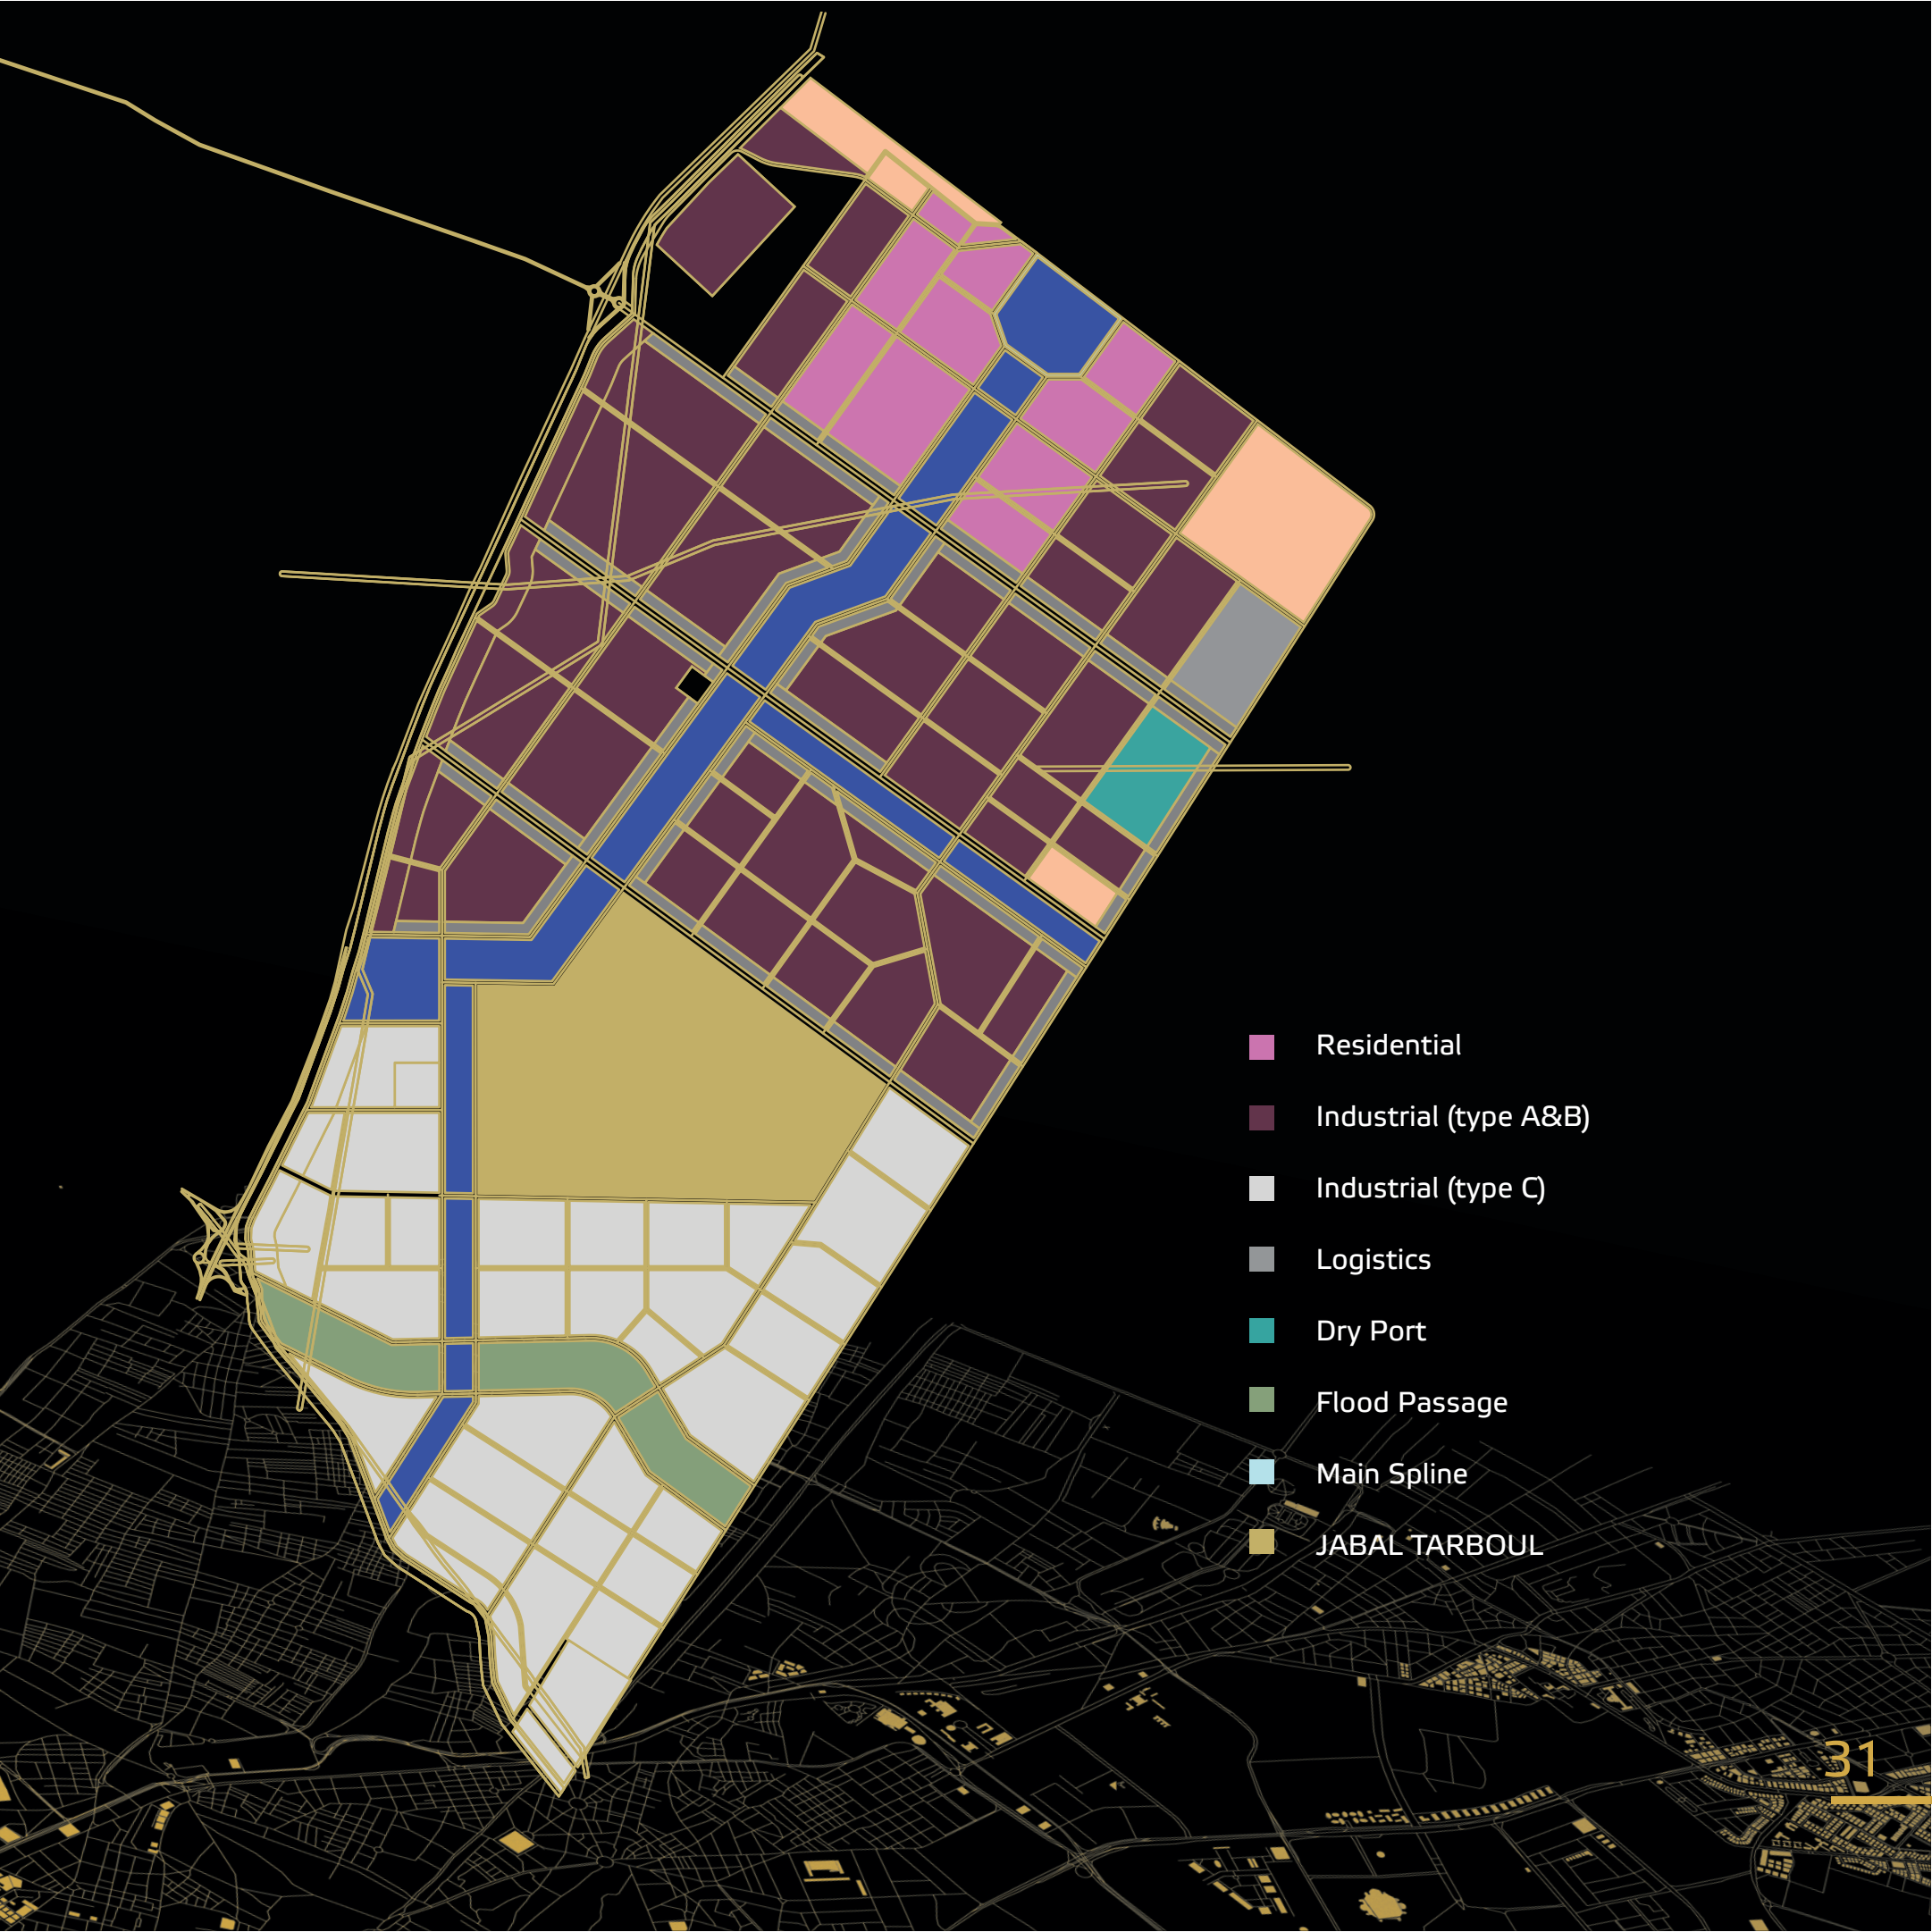 Residential
Industrial (type A&B)
Industrial (type C)
Logistics
Dry Port
Flood Passage
Main Spline
JABAL TARBOUL
31